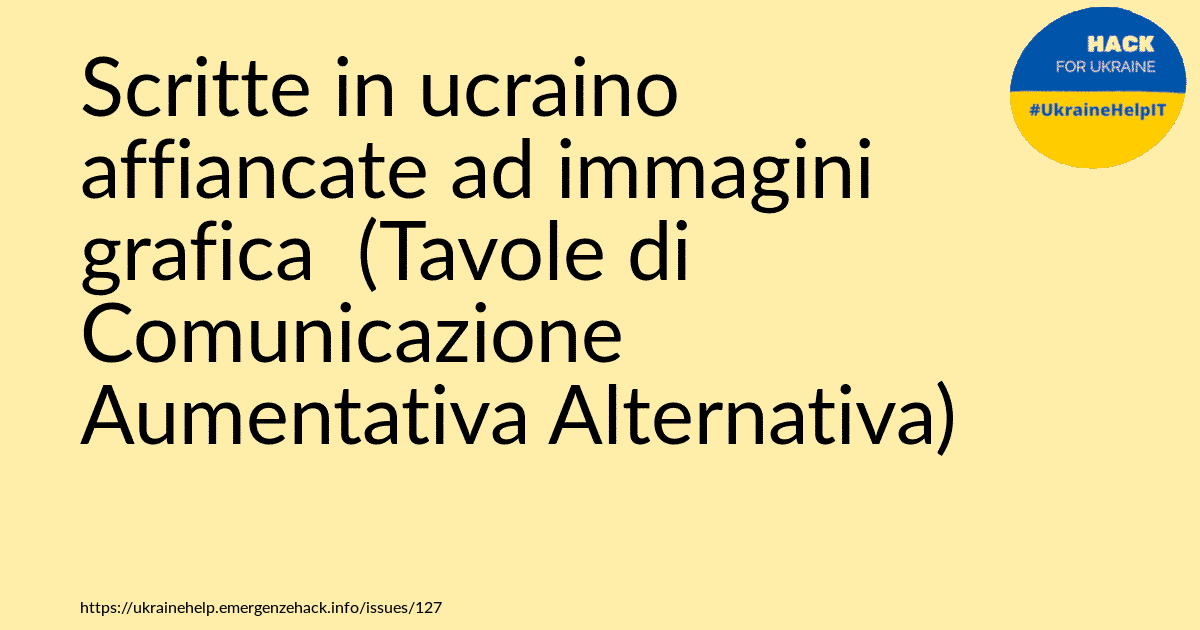 Scritte in ucraino
affiancate ad immagini
grafica  (Tavole di
Comunicazione
Aumentativa Alternativa)
HACK
FOR UKRAINE
#UkraineHelpIT
https://ukrainehelp.emergenzehack.info/issues/127